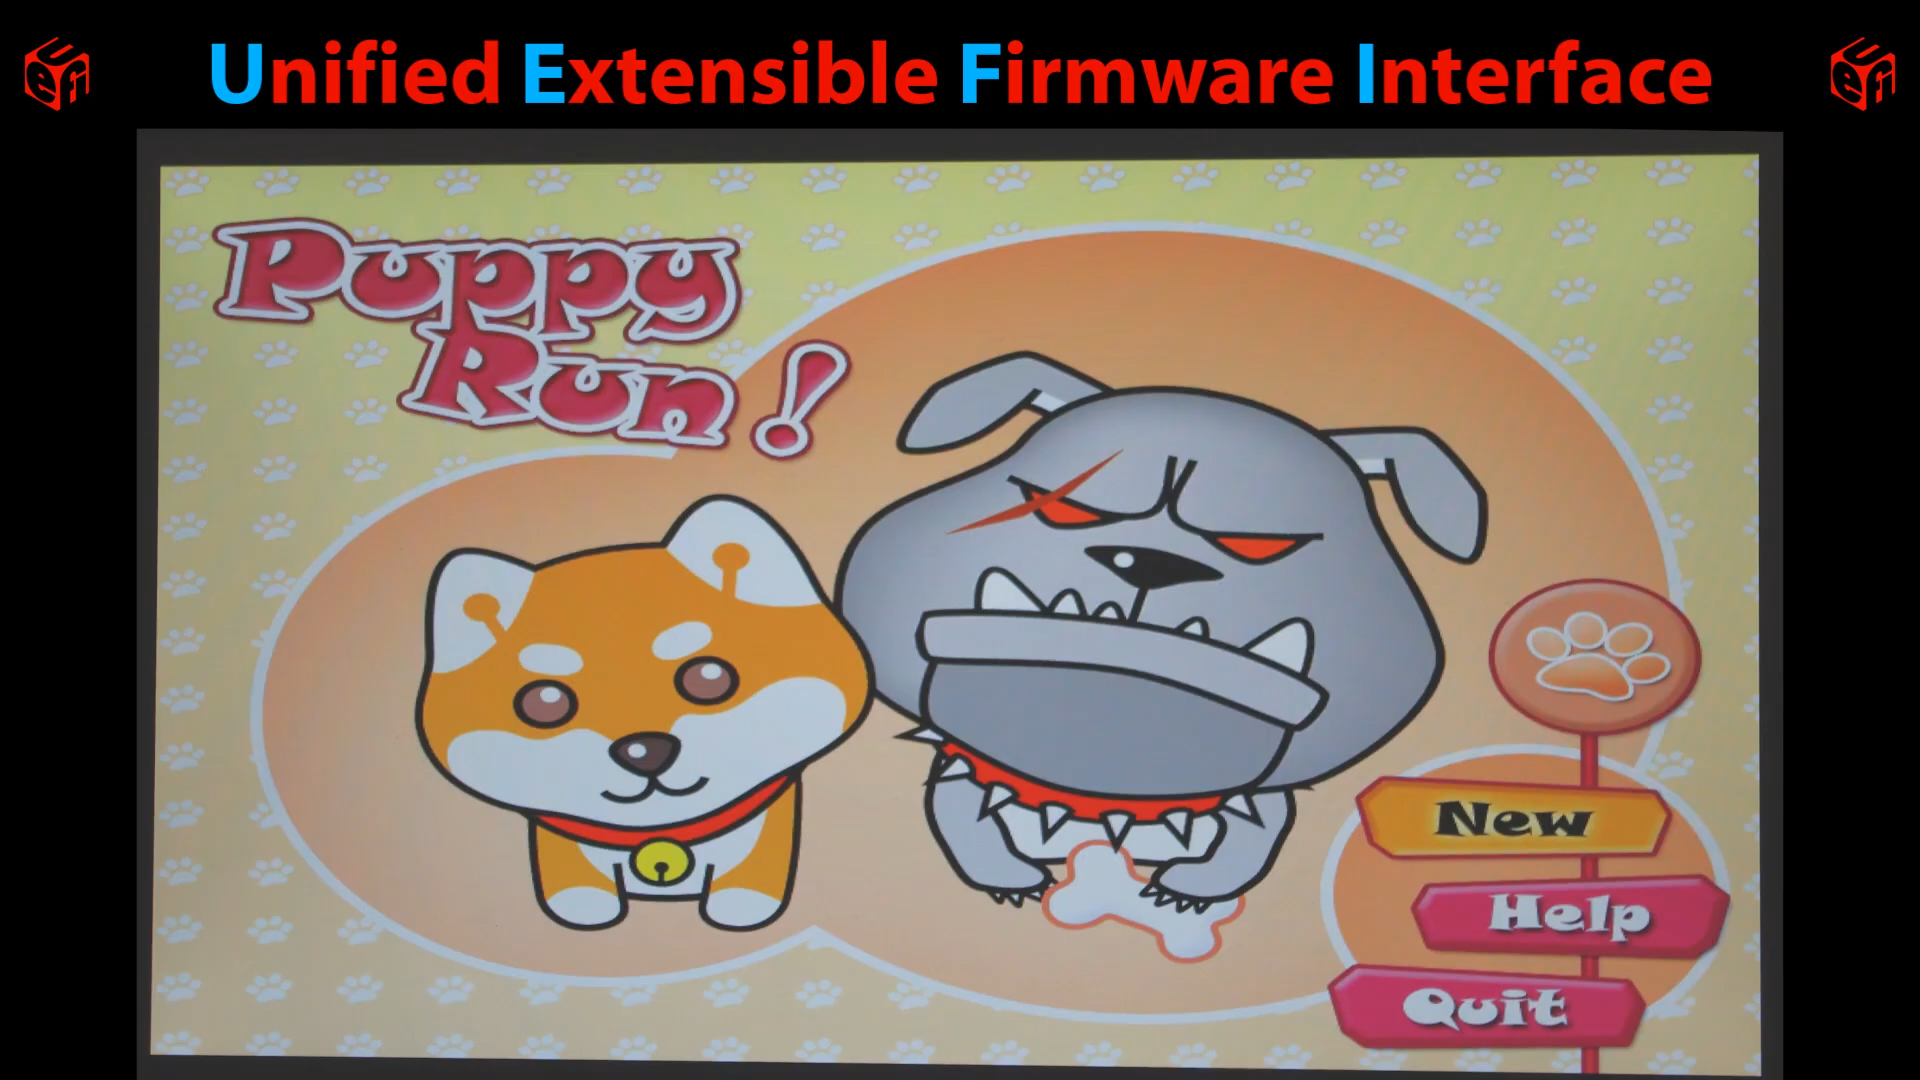 Unified Extensible Firmware Interface
Puppy
Run!
New
Help
Quit